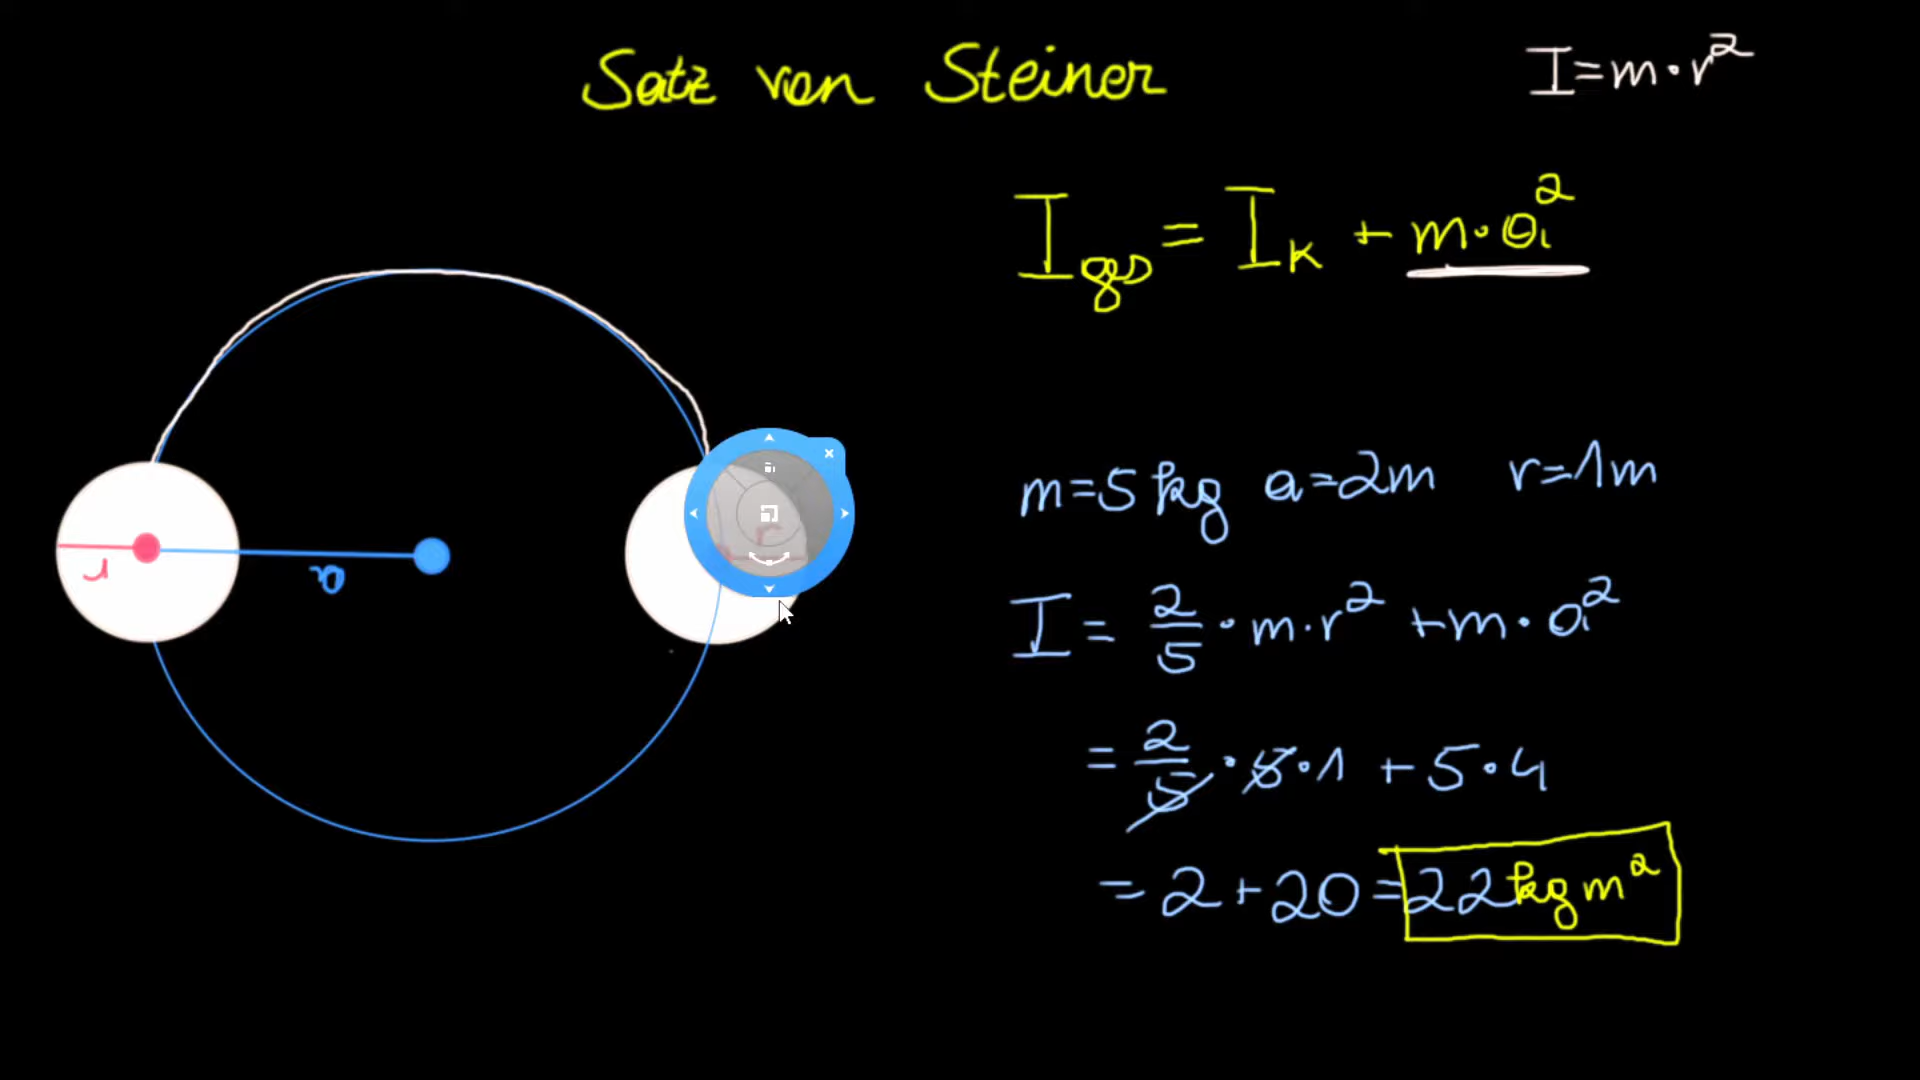 Satz von Steiner
I=m·r²
I_ges = I_K + m·a²
m=5kg a=2m r=1m
I = 2/5 · m·r² + m·a²
= 2/5 · 5·1 + 5·4
= 2+20=22kgm²
r
a